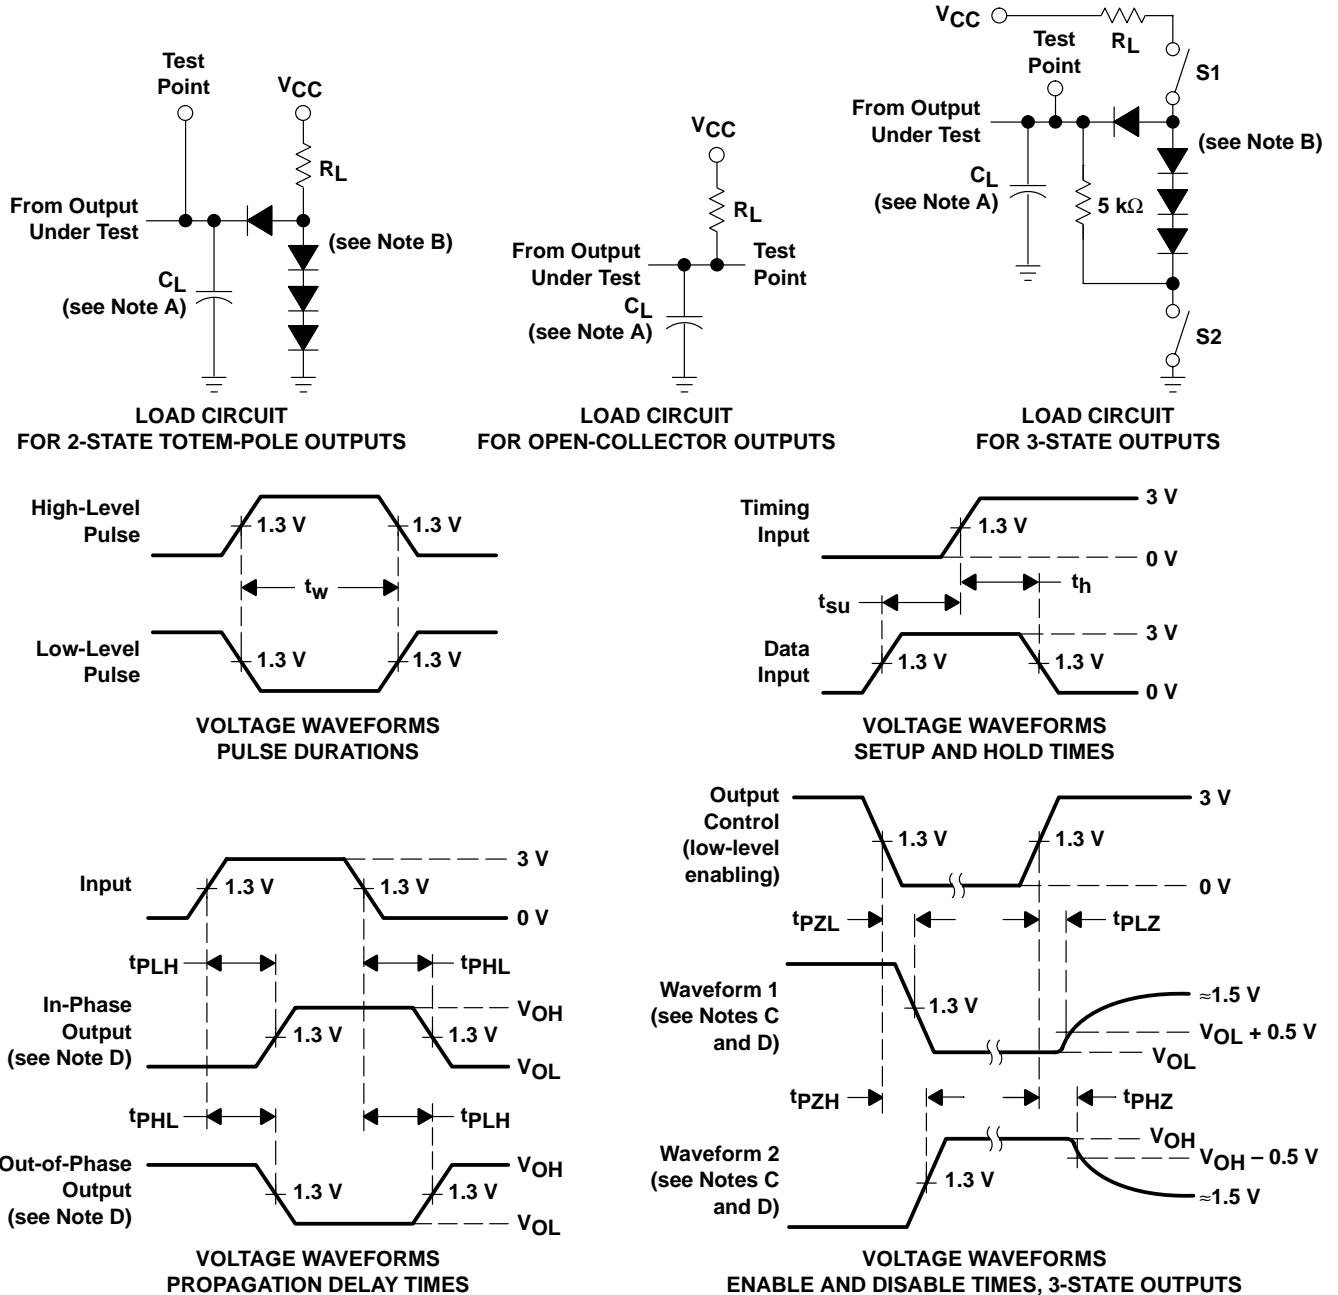 Test
Point
VCC
RL
From Output
Under Test
(see Note B)
CL
(see Note A)
LOAD CIRCUIT
FOR 2-STATE TOTEM-POLE OUTPUTS
VCC
RL
From Output
Under Test
Test
Point
CL
(see Note A)
LOAD CIRCUIT
FOR OPEN-COLLECTOR OUTPUTS
VCC
RL
Test
Point
S1
From Output
Under Test
(see Note B)
CL
(see Note A)
5 kΩ
S2
LOAD CIRCUIT
FOR 3-STATE OUTPUTS
High-Level
Pulse
1.3 V
1.3 V
tw
Low-Level
Pulse
1.3 V
1.3 V
VOLTAGE WAVEFORMS
PULSE DURATIONS
Timing
Input
3 V
1.3 V
0 V
th
tsu
Data
Input
3 V
1.3 V
1.3 V
0 V
VOLTAGE WAVEFORMS
SETUP AND HOLD TIMES
Input
3 V
1.3 V
1.3 V
0 V
tPLH
tPHL
In-Phase
Output
(see Note D)
VOH
1.3 V
1.3 V
VOL
tPHL
tPLH
Out-of-Phase
Output
(see Note D)
VOH
1.3 V
1.3 V
VOL
VOLTAGE WAVEFORMS
PROPAGATION DELAY TIMES
Output
Control
(low-level
enabling)
3 V
1.3 V
1.3 V
0 V
tPZL
tPLZ
Waveform 1
(see Notes C
and D)
1.3 V
≈1.5 V
VOL + 0.5 V
VOL
tPZH
tPHZ
Waveform 2
(see Notes C
and D)
1.3 V
VOH
VOH – 0.5 V
≈1.5 V
VOLTAGE WAVEFORMS
ENABLE AND DISABLE TIMES, 3-STATE OUTPUTS